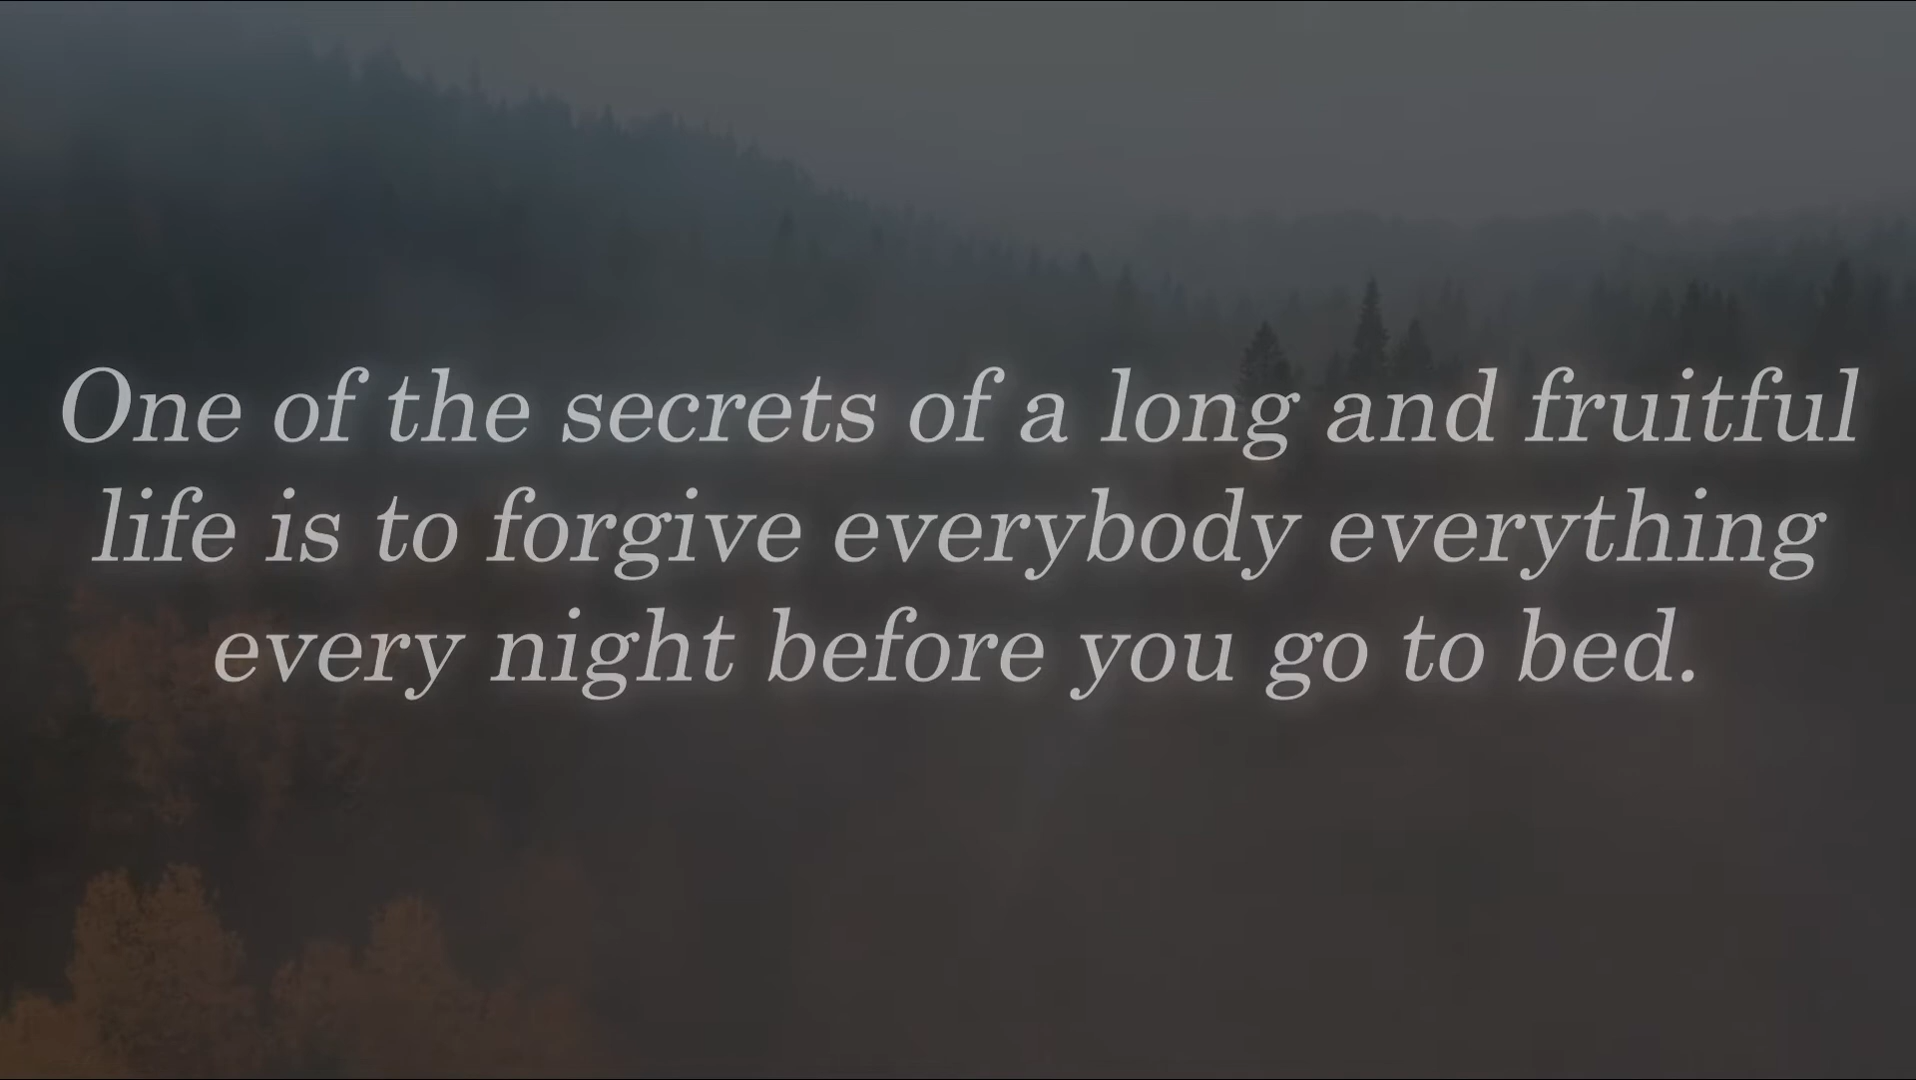 One of the secrets of a long and fruitful
life is to forgive everybody everything
every night before you go to bed.